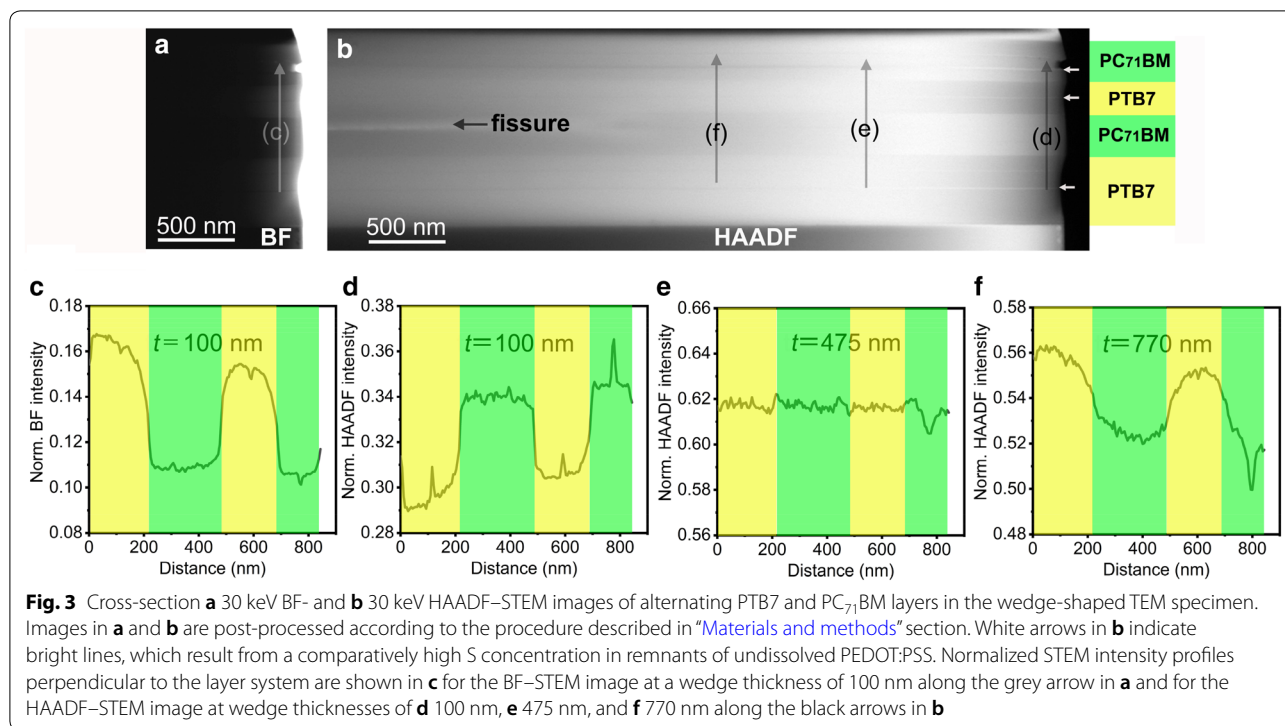 a
(c)
500 nm
BF
b
fissure
(f)
(e)
(d)
500 nm
HAADF
PC71BM
PTB7
PC71BM
PTB7
c
Norm. BF intensity
0.18
0.16
0.14
0.12
0.10
0.08
t = 100 nm
0 200 400 600 800
Distance (nm)
d
Norm. HAADF intensity
0.38
0.36
0.34
0.32
0.30
0.28
t = 100 nm
0 200 400 600 800
Distance (nm)
e
Norm. HAADF intensity
0.66
0.64
0.62
0.60
0.58
0.56
t = 475 nm
0 200 400 600 800
Distance (nm)
f
Norm. HAADF intensity
0.58
0.56
0.54
0.52
0.50
0.48
t = 770 nm
0 200 400 600 800
Distance (nm)
Fig. 3 Cross-section a 30 keV BF- and b 30 keV HAADF–STEM images of alternating PTB7 and PC71BM layers in the wedge-shaped TEM specimen.
Images in a and b are post-processed according to the procedure described in “Materials and methods” section. White arrows in b indicate
bright lines, which result from a comparatively high S concentration in remnants of undissolved PEDOT:PSS. Normalized STEM intensity profiles
perpendicular to the layer system are shown in c for the BF–STEM image at a wedge thickness of 100 nm along the grey arrow in a and for the
HAADF–STEM image at wedge thicknesses of d 100 nm, e 475 nm, and f 770 nm along the black arrows in b